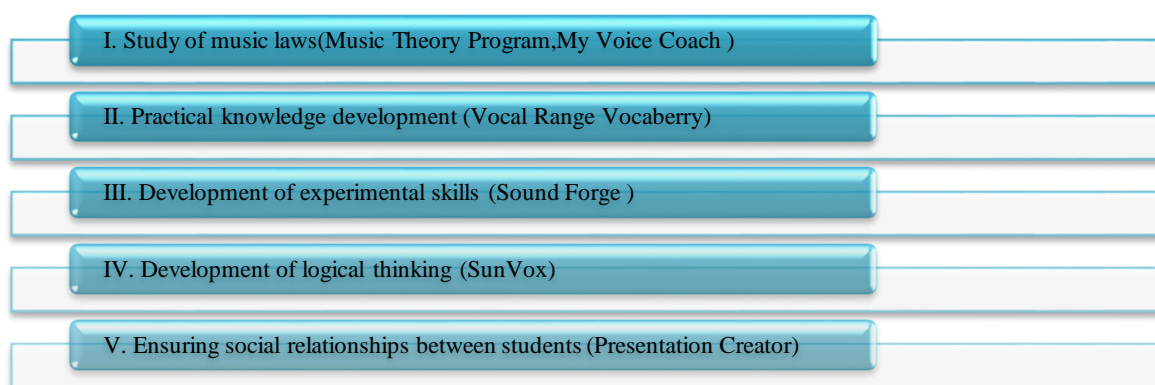 I. Study of music laws(Music Theory Program,My Voice Coach )
II. Practical knowledge development (Vocal Range Vocaberry)
III. Development of experimental skills (Sound Forge )
IV. Development of logical thinking (SunVox)
V. Ensuring social relationships between students (Presentation Creator)